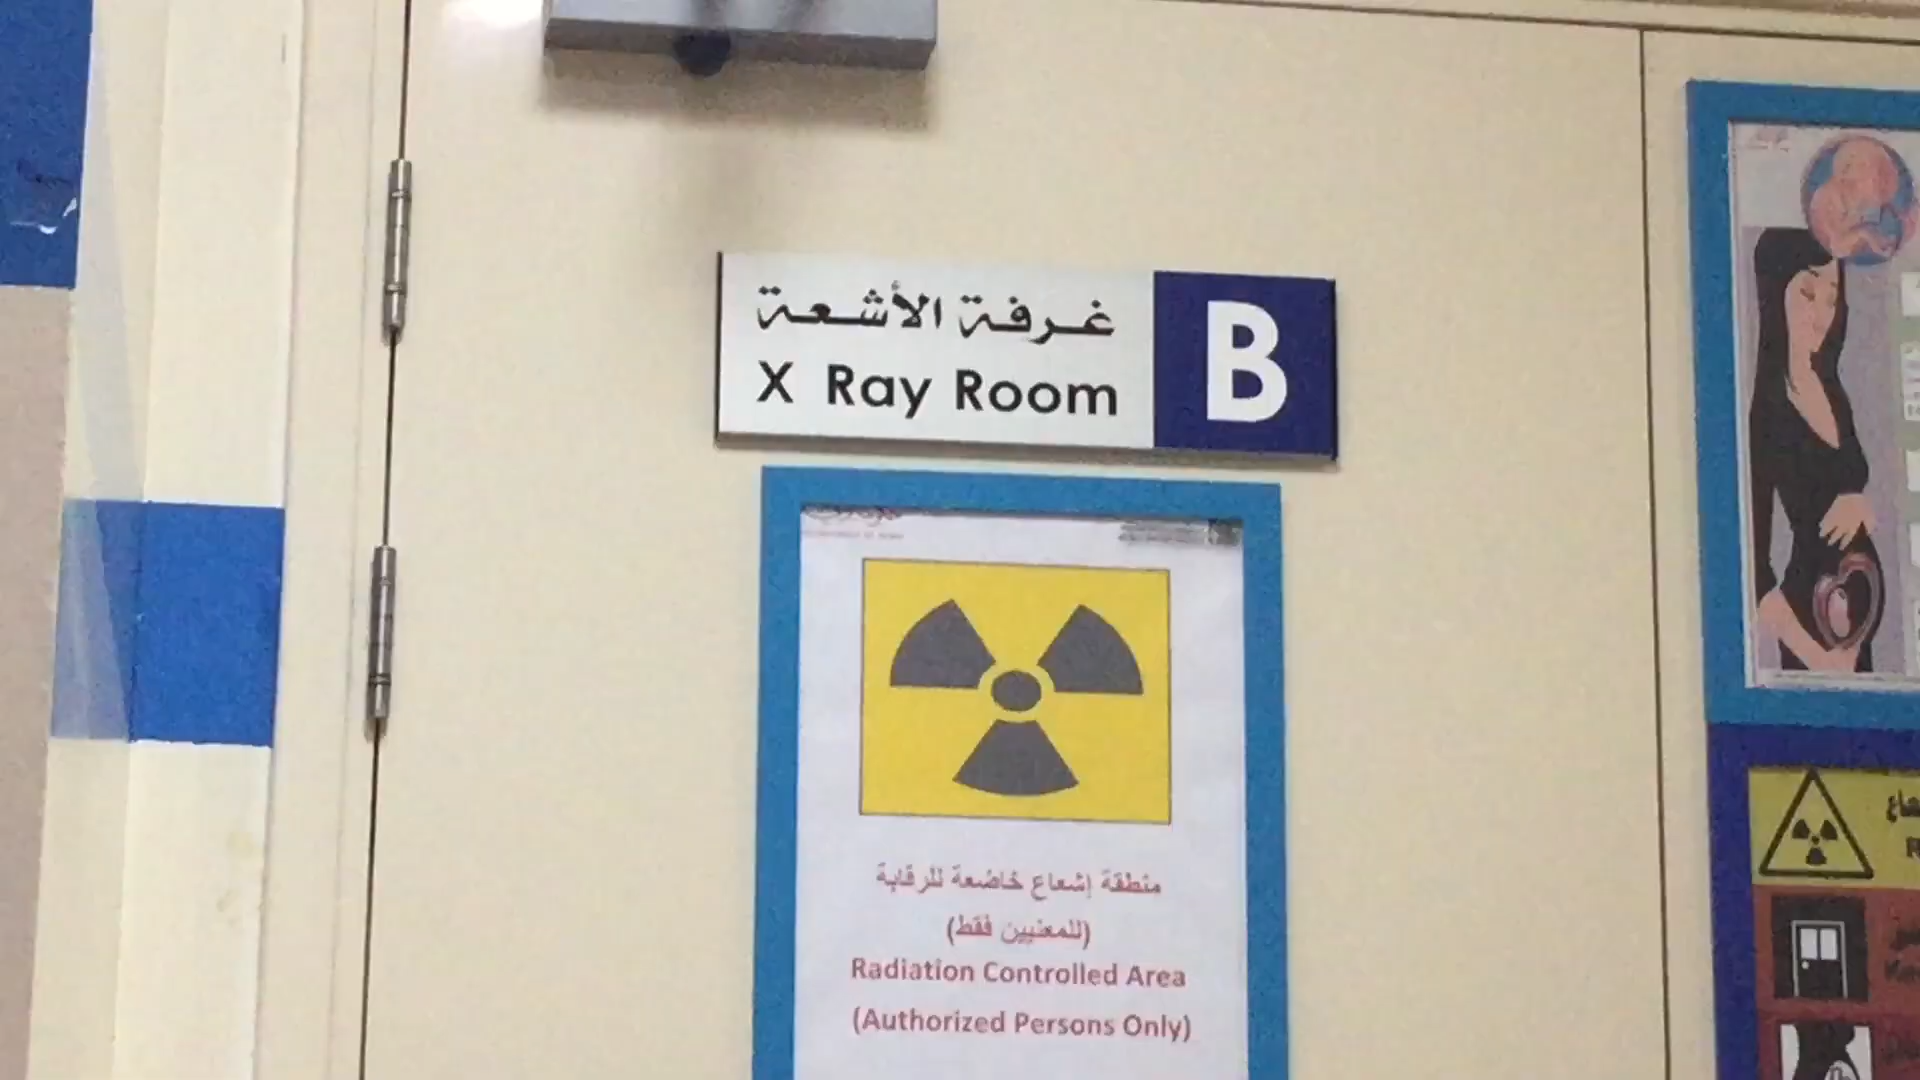 غرفة الأشعة
X Ray Room
B
منطقة إشعاع خاضعة للرقابة
(للمعنيين فقط)
Radiation Controlled Area
(Authorized Persons Only)